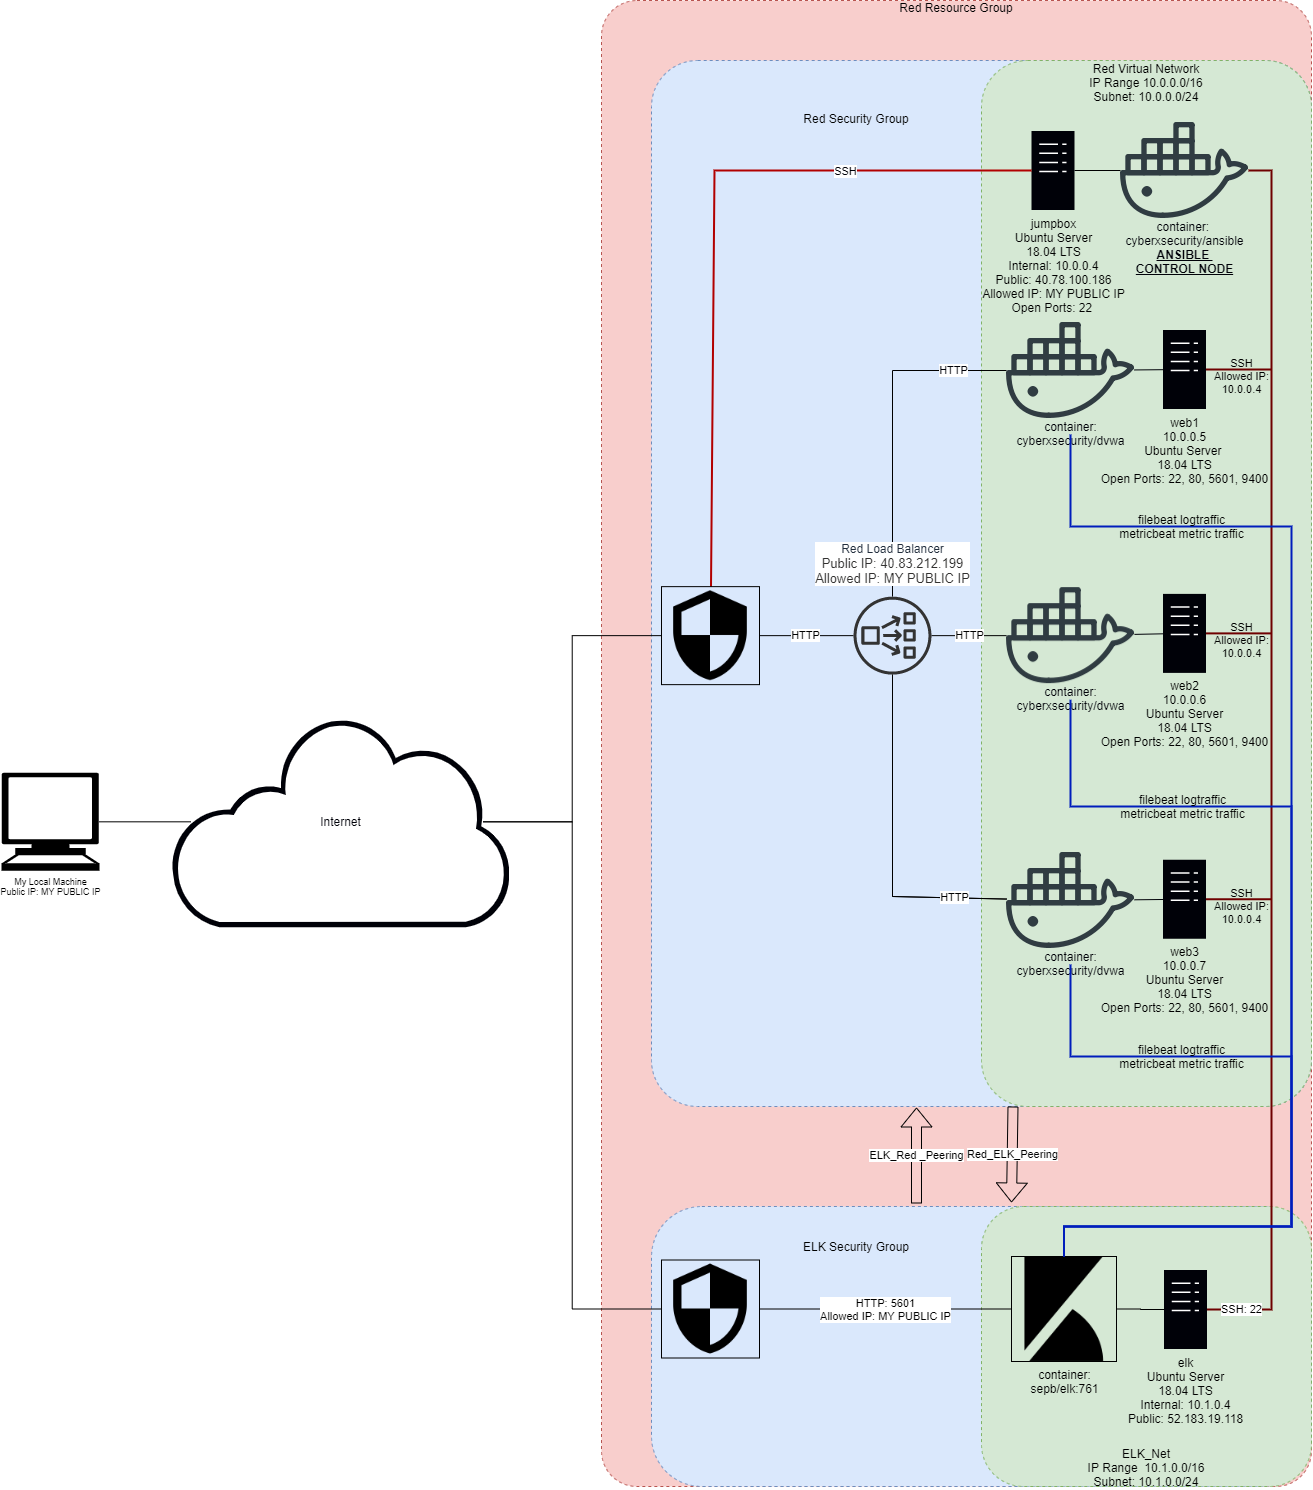 Red Resource Group
Red Virtual Network
IP Range 10.0.0.0/16
Subnet: 10.0.0.0/24
Red Security Group
SSH
jumpbox
Ubuntu Server
18.04 LTS
Internal: 10.0.0.4
Public: 40.78.100.186
Allowed IP: MY PUBLIC IP
Open Ports: 22
container:
cyberxsecurity/ansible
ANSIBLE
CONTROL NODE
HTTP
container:
cyberxsecurity/dvwa
SSH
Allowed IP:
10.0.0.4
web1
10.0.0.5
Ubuntu Server
18.04 LTS
Open Ports: 22, 80, 5601, 9400
filebeat logtraffic
metricbeat metric traffic
Red Load Balancer
Public IP: 40.83.212.199
Allowed IP: MY PUBLIC IP
HTTP
HTTP
container:
cyberxsecurity/dvwa
SSH
Allowed IP:
10.0.0.4
web2
10.0.0.6
Ubuntu Server
18.04 LTS
Open Ports: 22, 80, 5601, 9400
filebeat logtraffic
metricbeat metric traffic
Internet
My Local Machine
Public IP: MY PUBLIC IP
HTTP
container:
cyberxsecurity/dvwa
SSH
Allowed IP:
10.0.0.4
web3
10.0.0.7
Ubuntu Server
18.04 LTS
Open Ports: 22, 80, 5601, 9400
filebeat logtraffic
metricbeat metric traffic
ELK_Red _Peering
Red_ELK_Peering
ELK Security Group
HTTP: 5601
Allowed IP: MY PUBLIC IP
container:
sepb/elk:761
SSH: 22
elk
Ubuntu Server
18.04 LTS
Internal: 10.1.0.4
Public: 52.183.19.118
ELK_Net
IP Range  10.1.0.0/16
Subnet: 10.1.0.0/24